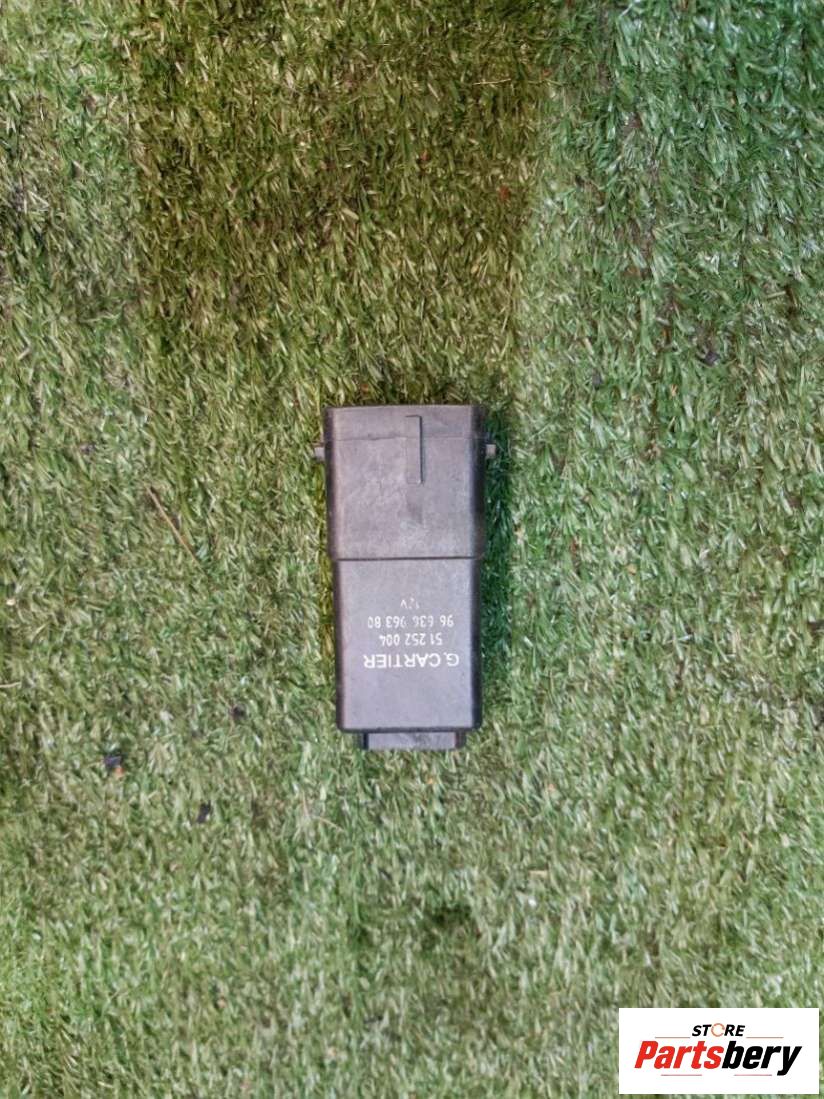 G.CARTIER
51 252 004
96 636 963 80
12V
STORE
Partsbery